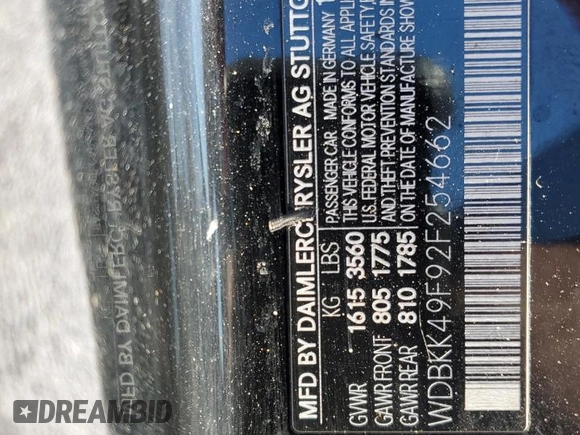 MFD BY DAIMLERCHRYSLER AG STUTTG
KG LBS
GVWR 1615 3560
GAWR FRONT 805 1775
GAWR REAR 810 1785
PASSENGER CAR MADE IN GERMANY 1
THIS VEHICLE CONFORMS TO ALL APPLI
U.S. FEDERAL MOTOR VEHICLE SAFETY,
AND THEFT PREVENTION STANDARDS IN
ON THE DATE OF MANUFACTURE SHOW
WDBKK49F92F254662
DREAMBID